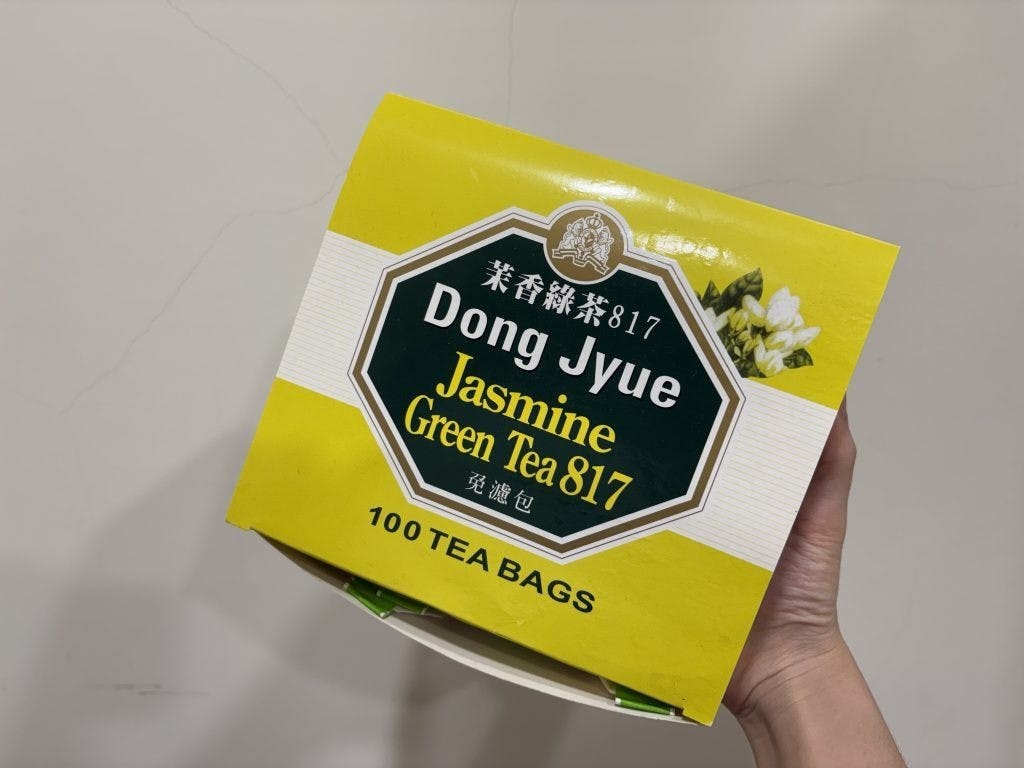 茉香綠茶817
Dong Jyue
Jasmine
Green Tea 817
免濾包
100 TEA BAGS